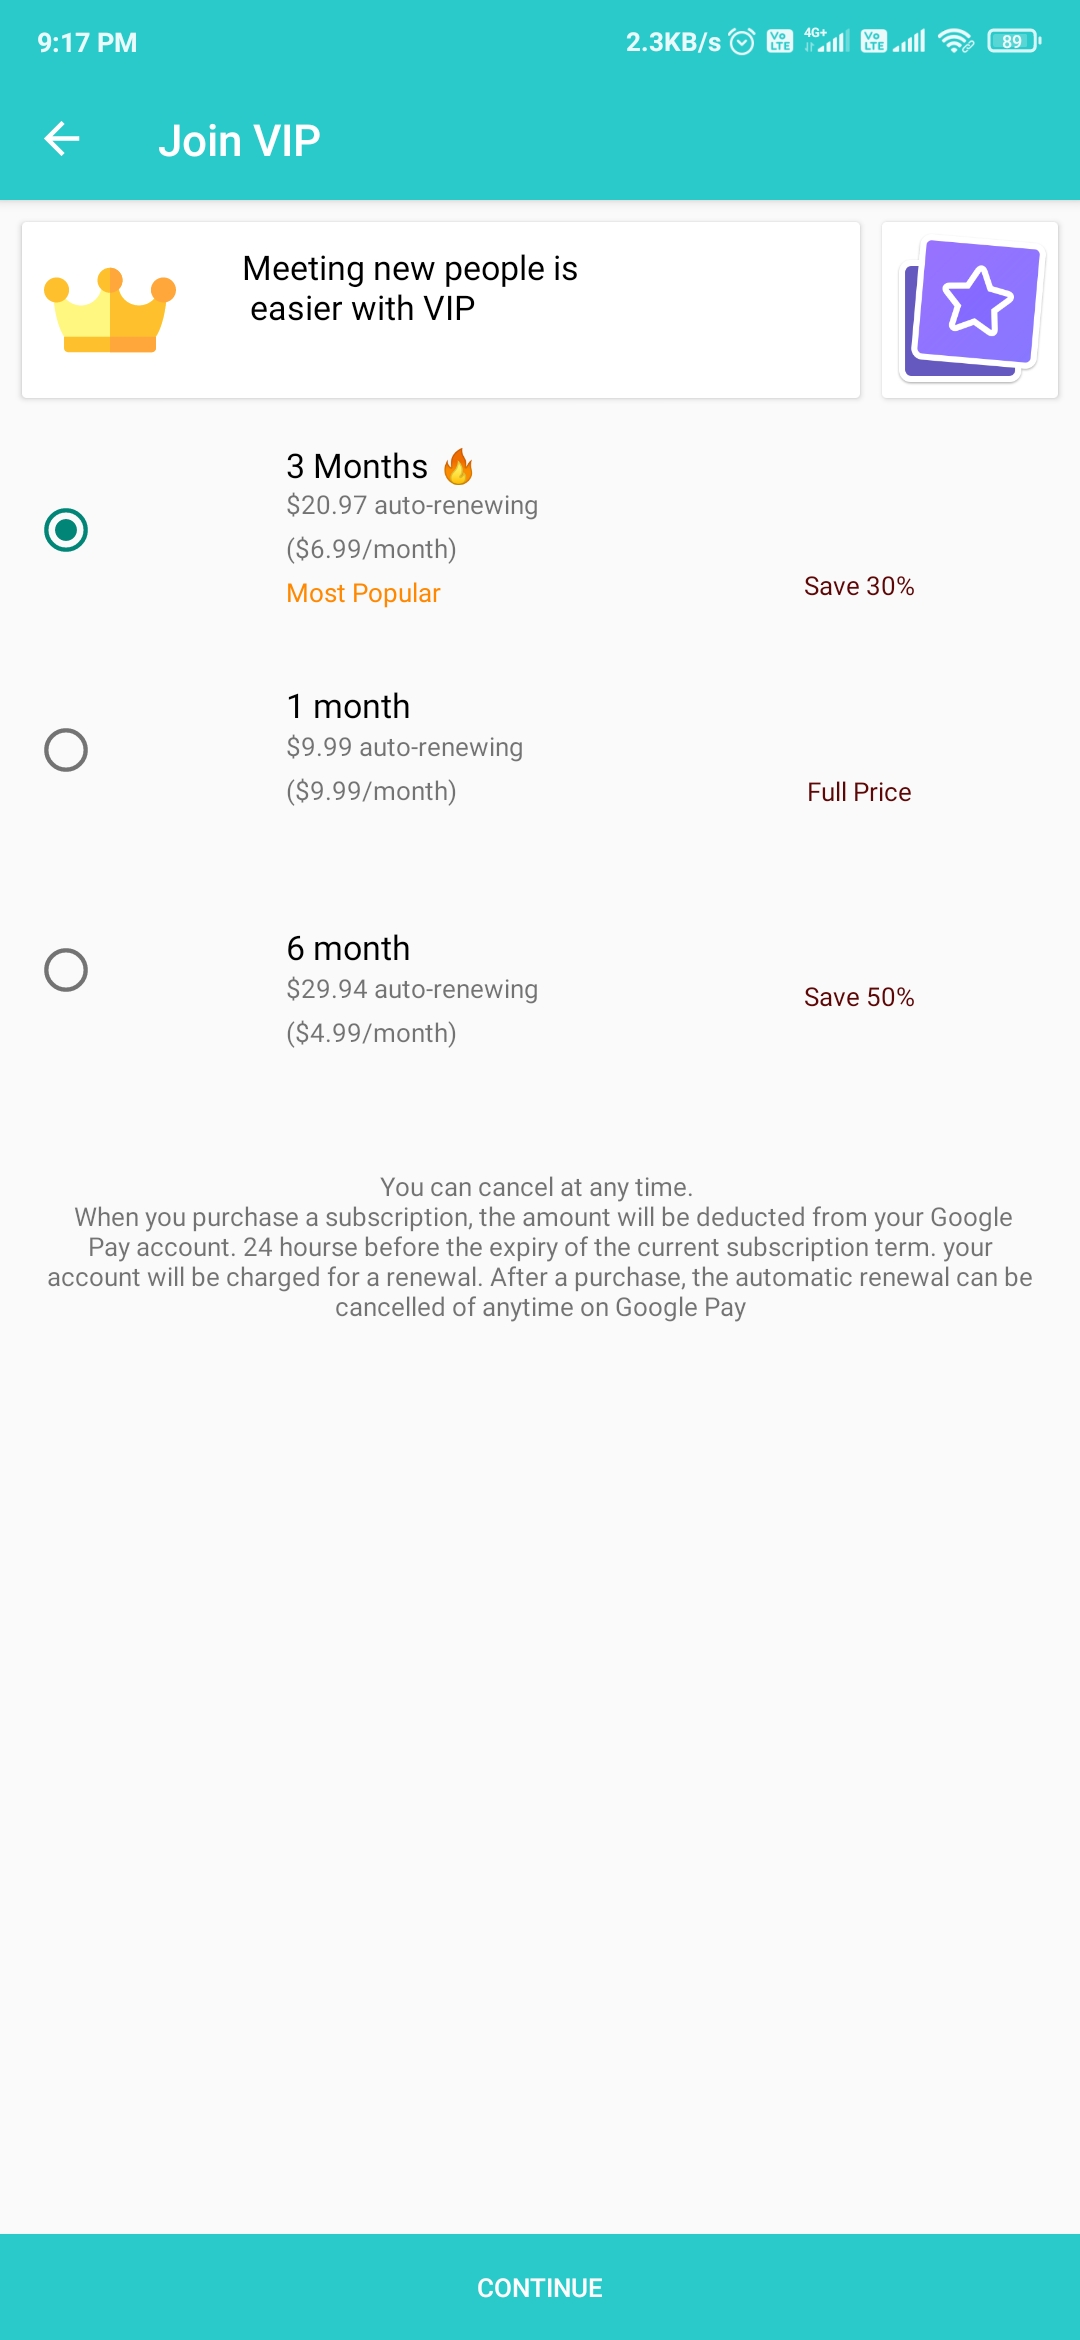 9:17 PM
2.3KB/s
Vo LTE
4G+
Vo LTE
89
Join VIP
Meeting new people is
easier with VIP
3 Months 🔥
$20.97 auto-renewing
($6.99/month)
Most Popular
Save 30%
1 month
$9.99 auto-renewing
($9.99/month)
Full Price
6 month
$29.94 auto-renewing
($4.99/month)
Save 50%
You can cancel at any time.
When you purchase a subscription, the amount will be deducted from your Google
Pay account. 24 hourse before the expiry of the current subscription term. your
account will be charged for a renewal. After a purchase, the automatic renewal can be
cancelled of anytime on Google Pay
CONTINUE